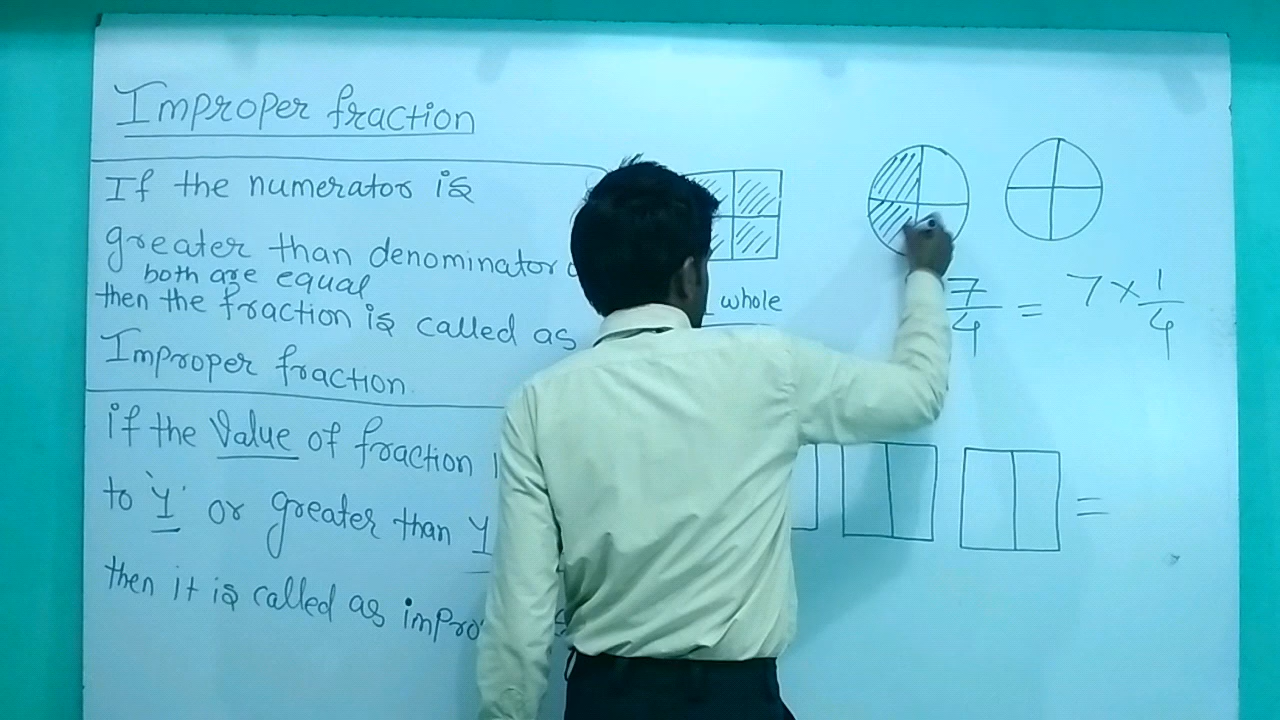 Improper fraction
If the numerator is
greater than denominator
both are equal
then the fraction is called as
Improper fraction.
if the Value of fraction
to '1' or greater than 1
then it is called as
whole
7/4 = 7 × 1/4
=